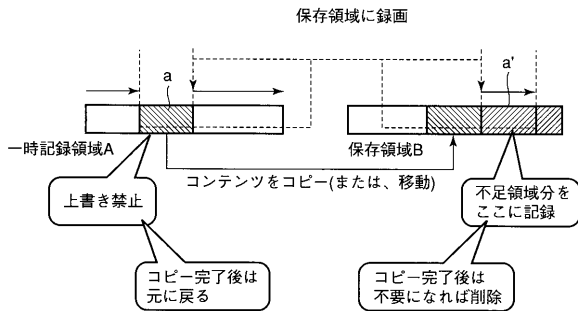 保存領域に録画
a
a'
一時記録領域A
保存領域B
コンテンツをコピー(または、移動)
上書き禁止
不足領域分を
ここに記録
コピー完了後は
元に戻る
コピー完了後は
不要になれば削除